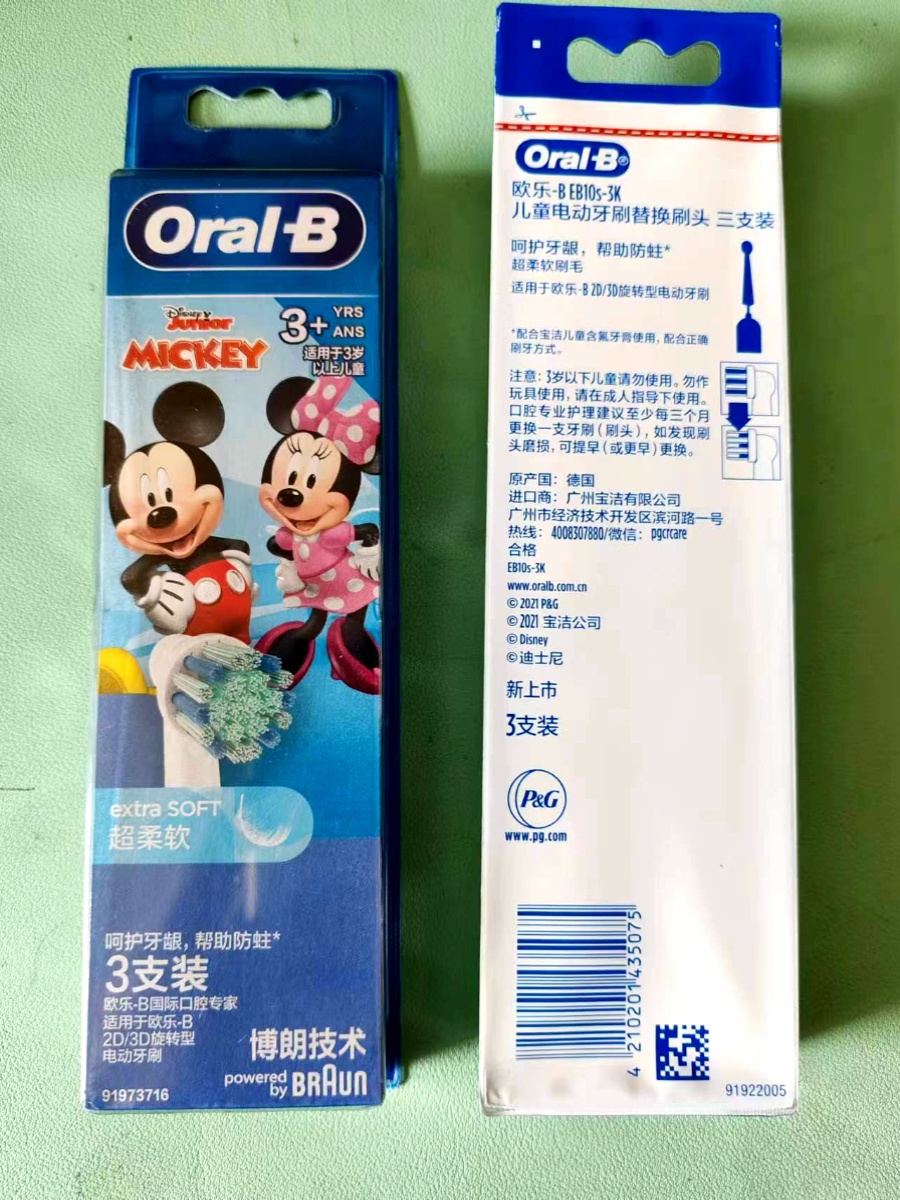 Oral-B
Disney
Junior
MICKEY
3+ YRS
ANS
适用于3岁
以上儿童
extra SOFT
超柔软
呵护牙龈，帮助防蛀*
3支装
欧乐-B国际口腔专家
适用于欧乐-B
2D/3D旋转型
电动牙刷
博朗技术
powered
by BRAUN
91973716
Oral-B®
欧乐-B EB10s-3K
儿童电动牙刷替换刷头 三支装
呵护牙龈，帮助防蛀*
超柔软刷毛
适用于欧乐-B 2D/3D旋转型电动牙刷
*配合宝洁儿童含氟牙膏使用，配合正确
刷牙方式。
注意：3岁以下儿童请勿使用。勿作
玩具使用，请在成人指导下使用。
口腔专业护理建议至少每三个月
更换一支牙刷（刷头），如发现刷
头磨损，可提早（或更早）更换。
原产国：德国
进口商：广州宝洁有限公司
广州市经济技术开发区滨河路一号
热线：4008307880/微信：pgcrcare
合格
EB10s-3K
www.oralb.com.cn
© 2021 P&G
© 2021 宝洁公司
© Disney
©迪士尼
新上市
3支装
P&G
www.pg.com
4 210201 435075
91922005